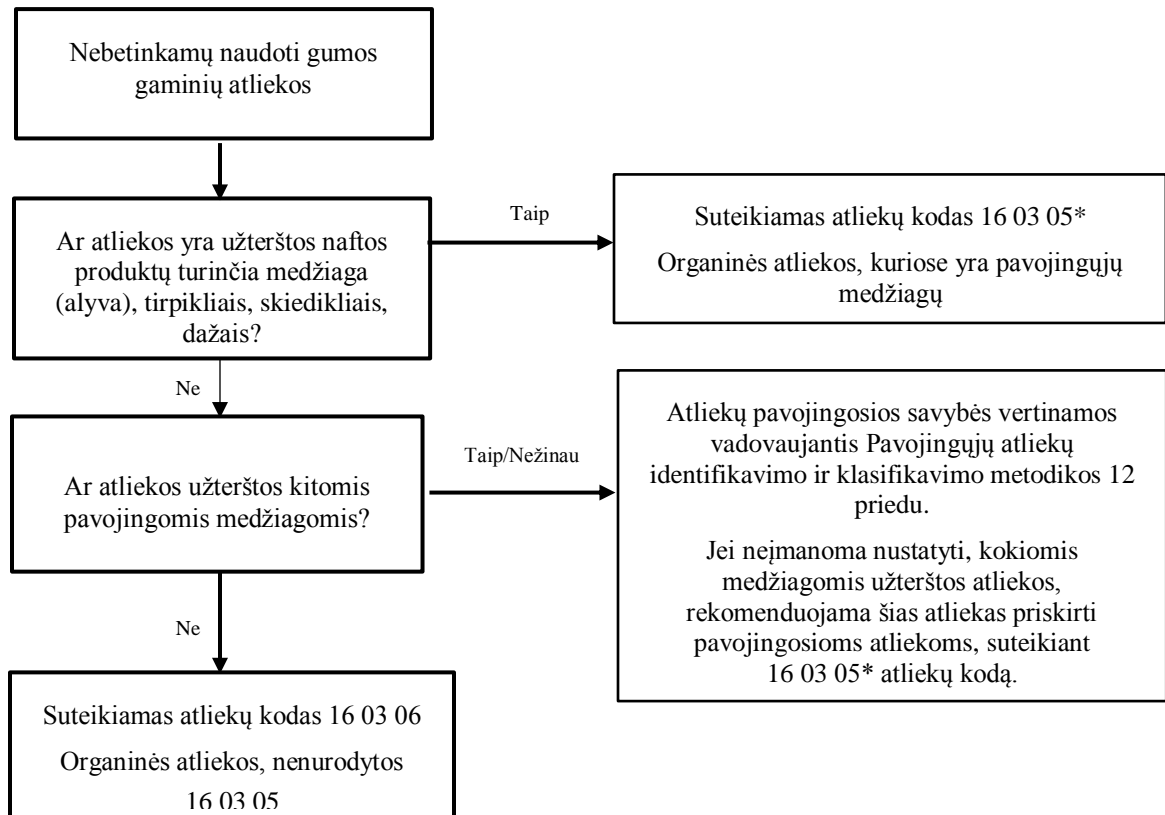 Nebetinkamų naudoti gumos
gaminių atliekos
Ar atliekos yra užterštos naftos
produktų turinčia medžiaga
(alyva), tirpikliais, skiedikliais,
dažais?
Taip
Suteikiamas atliekų kodas 16 03 05*
Organinės atliekos, kuriose yra pavojingųjų
medžiagų
Ne
Ar atliekos užterštos kitomis
pavojingomis medžiagomis?
Taip/Nežinau
Atliekų pavojingosios savybės vertinamos
vadovaujantis Pavojingųjų atliekų
identifikavimo ir klasifikavimo metodikos 12
priedu.
Jei neįmanoma nustatyti, kokiomis
medžiagomis užterštos atliekos,
rekomenduojama šias atliekas priskirti
pavojingosioms atliekoms, suteikiant
16 03 05* atliekų kodą.
Ne
Suteikiamas atliekų kodas 16 03 06
Organinės atliekos, nenurodytos
16 03 05